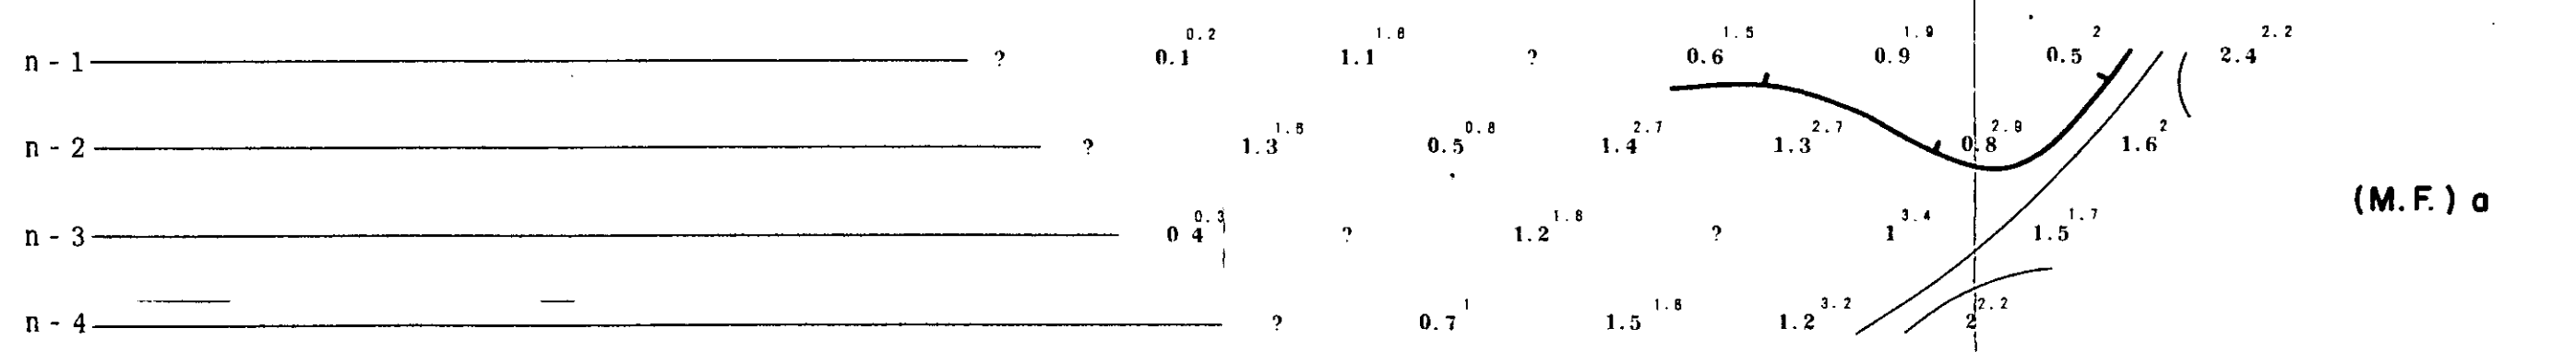 n - 1 ? 0.1 0.2 1.1 1.8 ? 0.6 1.5 0.9 1.9 0.5 2 2.4 2.2
n - 2 ? 1.3 1.6 0.5 0.8 1.4 2.7 1.3 2.7 0.8 2.9 1.6 2
(M.F.) a
n - 3 0 4 0.3 ? 1.2 1.8 ? 1 3.4 1.5 1.7
n - 4 ? 0.7 1 1.5 1.8 1.2 3.2 2 2.2